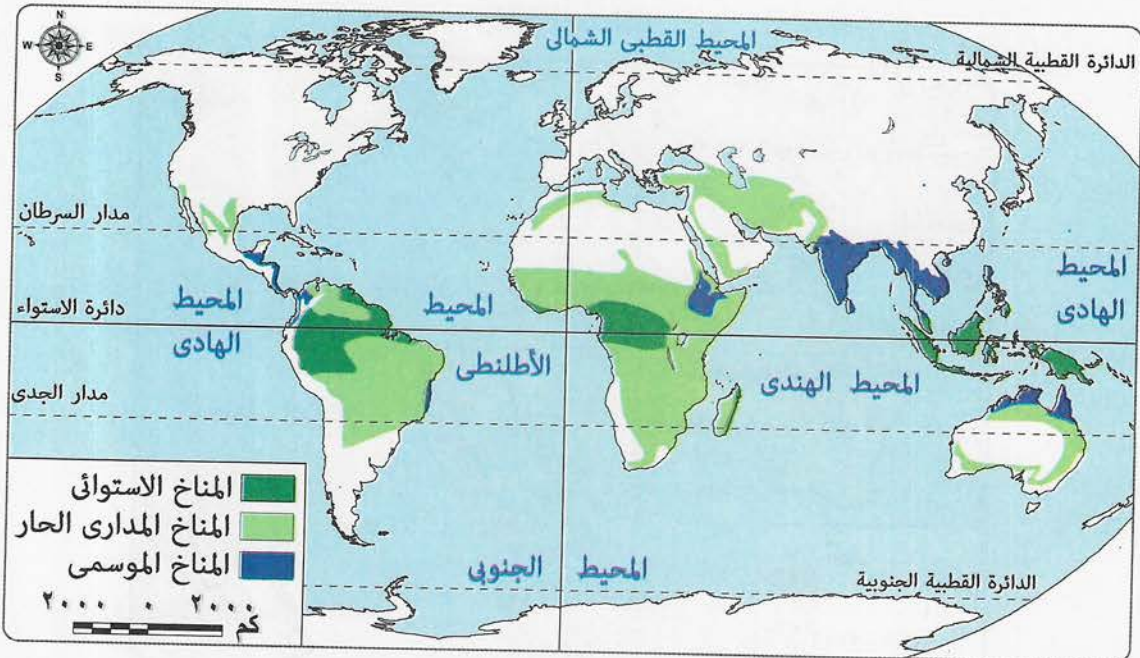 N
W E
S
المحيط القطبى الشمالى
الدائرة القطبية الشمالية
مدار السرطان
المحيط
الهادى
دائرة الاستواء
المحيط
الهادى
المحيط
الأطلنطى
المحيط الهندى
مدار الجدى
المحيط الجنوبى
الدائرة القطبية الجنوبية
المناخ الاستوائى
المناخ المدارى الحار
المناخ الموسمى
٢٠٠٠ ٠ ٢٠٠٠
كم